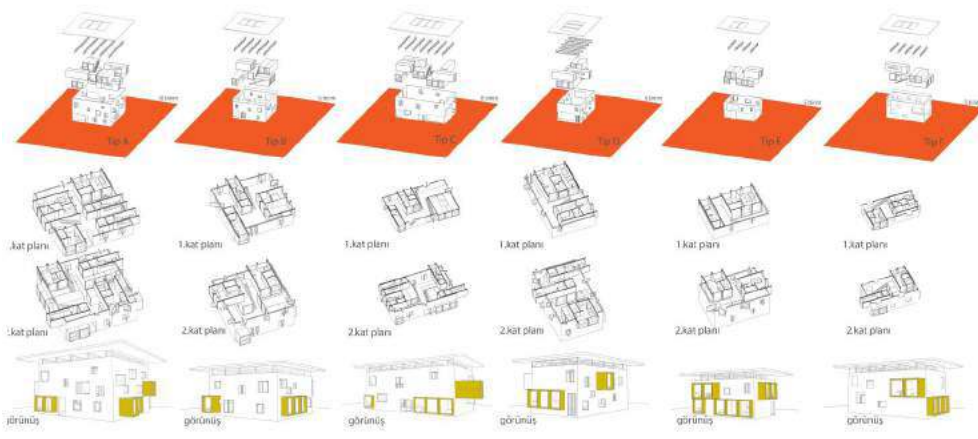 Tip A
Tip B
Tip C
Tip D
Tip E
Tip F
.kat planı
1.kat planı
1.kat planı
1.kat planı
1.kat planı
1.kat planı
.kat planı
2.kat planı
2.kat planı
2.kat planı
2.kat planı
2.kat planı
görünüş
görünüş
görünüş
görünüş
görünüş
görünüş